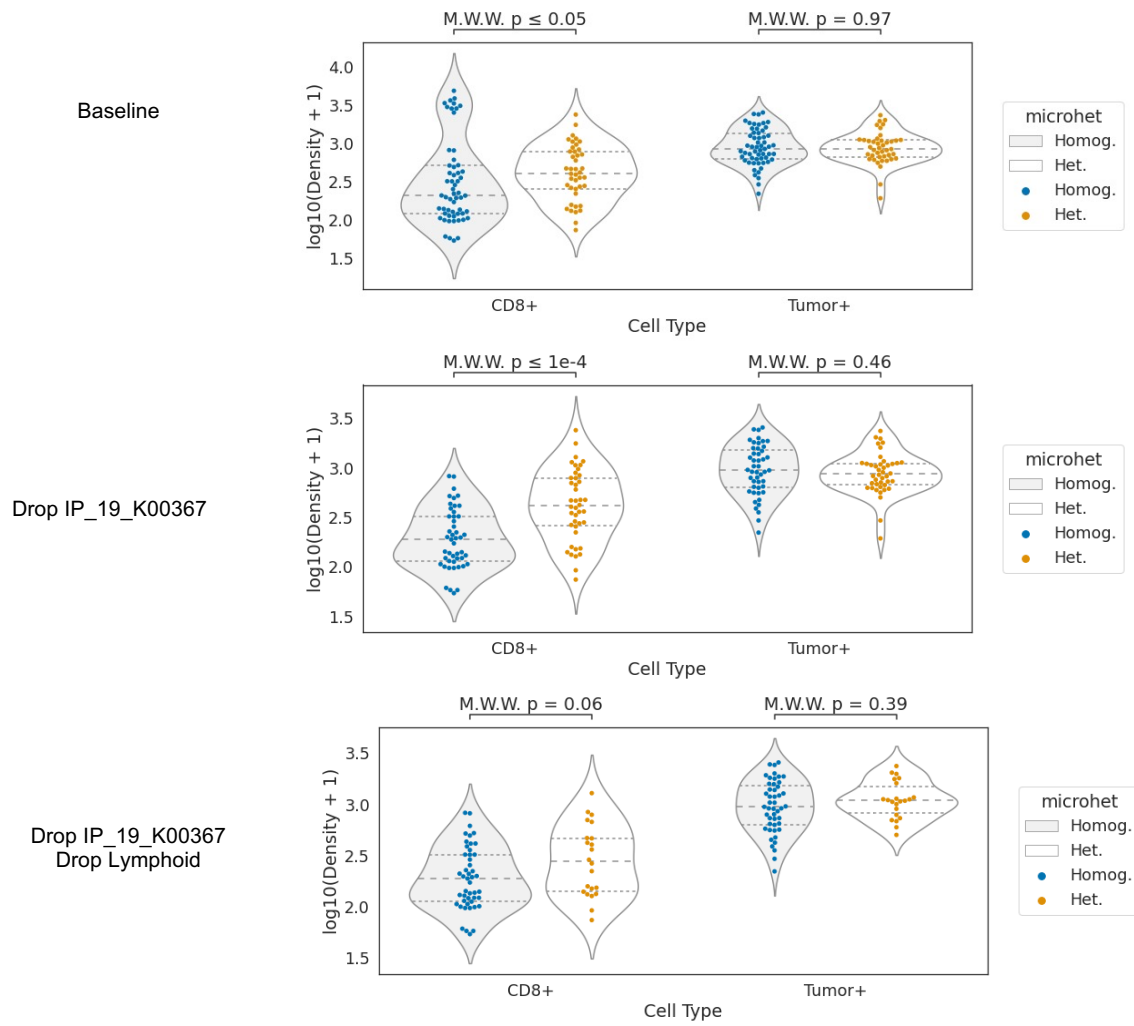 M.W.W. p ≤ 0.05
M.W.W. p = 0.97
Baseline
log10(Density + 1)
4.0
3.5
3.0
2.5
2.0
1.5
CD8+
Tumor+
Cell Type
microhet
Homog.
Het.
Homog.
Het.
M.W.W. p ≤ 1e-4
M.W.W. p = 0.46
Drop IP_19_K00367
log10(Density + 1)
3.5
3.0
2.5
2.0
1.5
CD8+
Tumor+
Cell Type
microhet
Homog.
Het.
Homog.
Het.
M.W.W. p = 0.06
M.W.W. p = 0.39
Drop IP_19_K00367
Drop Lymphoid
log10(Density + 1)
3.5
3.0
2.5
2.0
1.5
CD8+
Tumor+
Cell Type
microhet
Homog.
Het.
Homog.
Het.